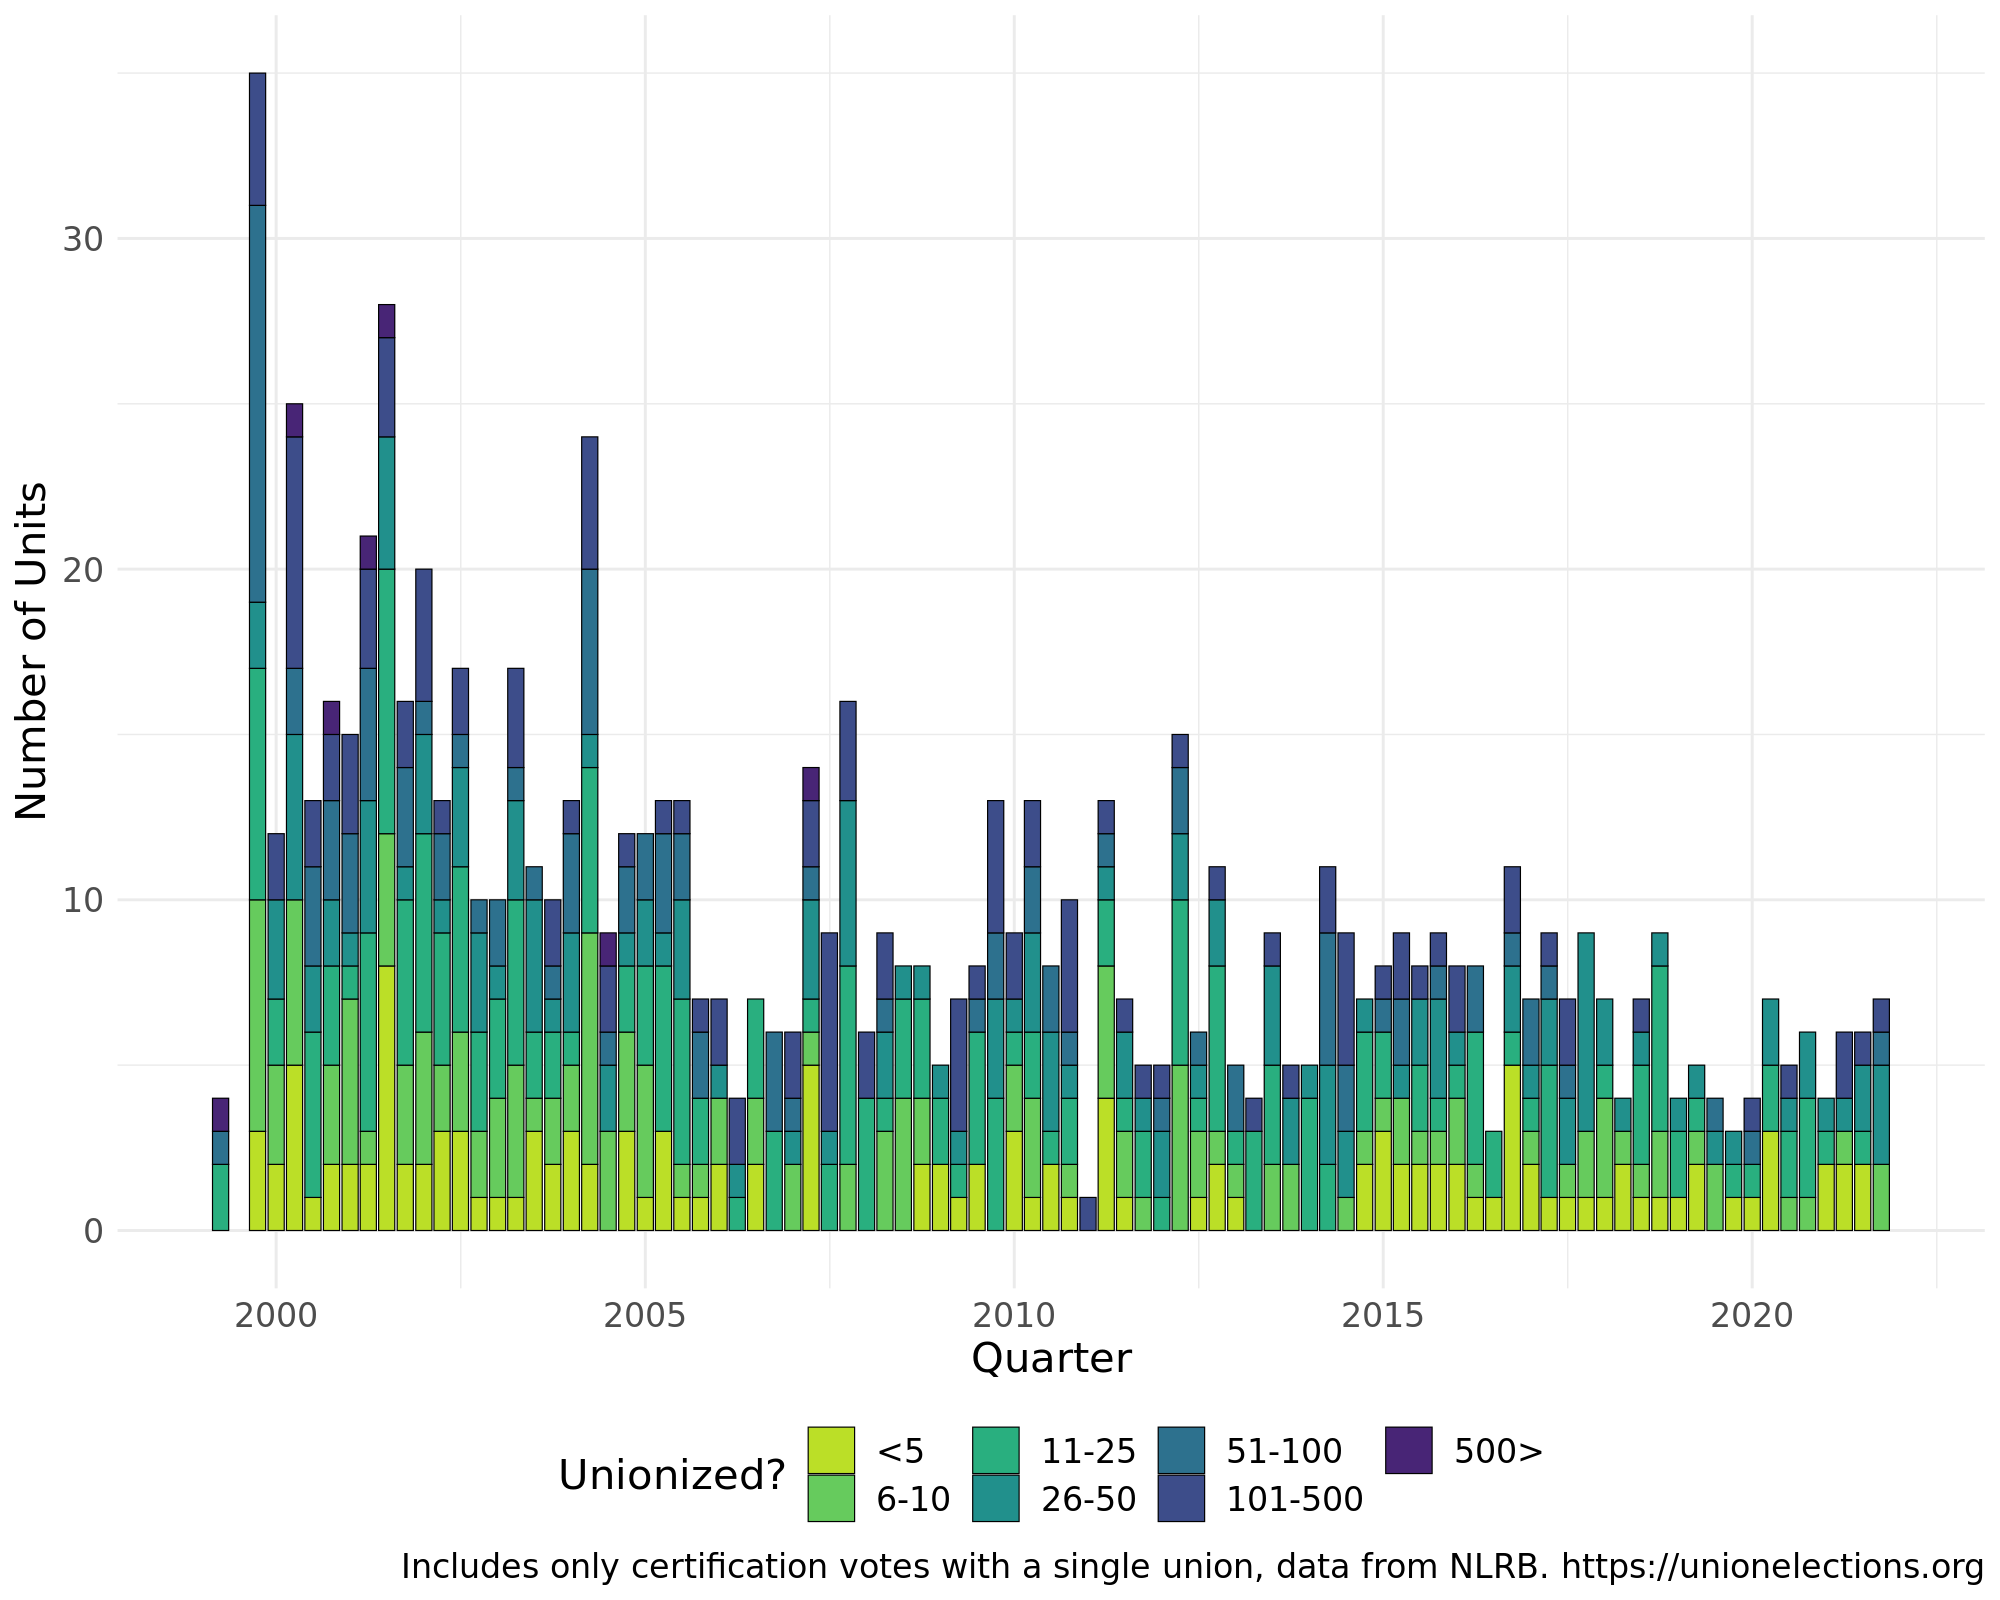 Number of Units
30
20
10
0
2000 2005 2010 2015 2020
Quarter
Unionized?
<5 11-25 51-100 500>
6-10 26-50 101-500
Includes only certification votes with a single union, data from NLRB. https://unionelections.org